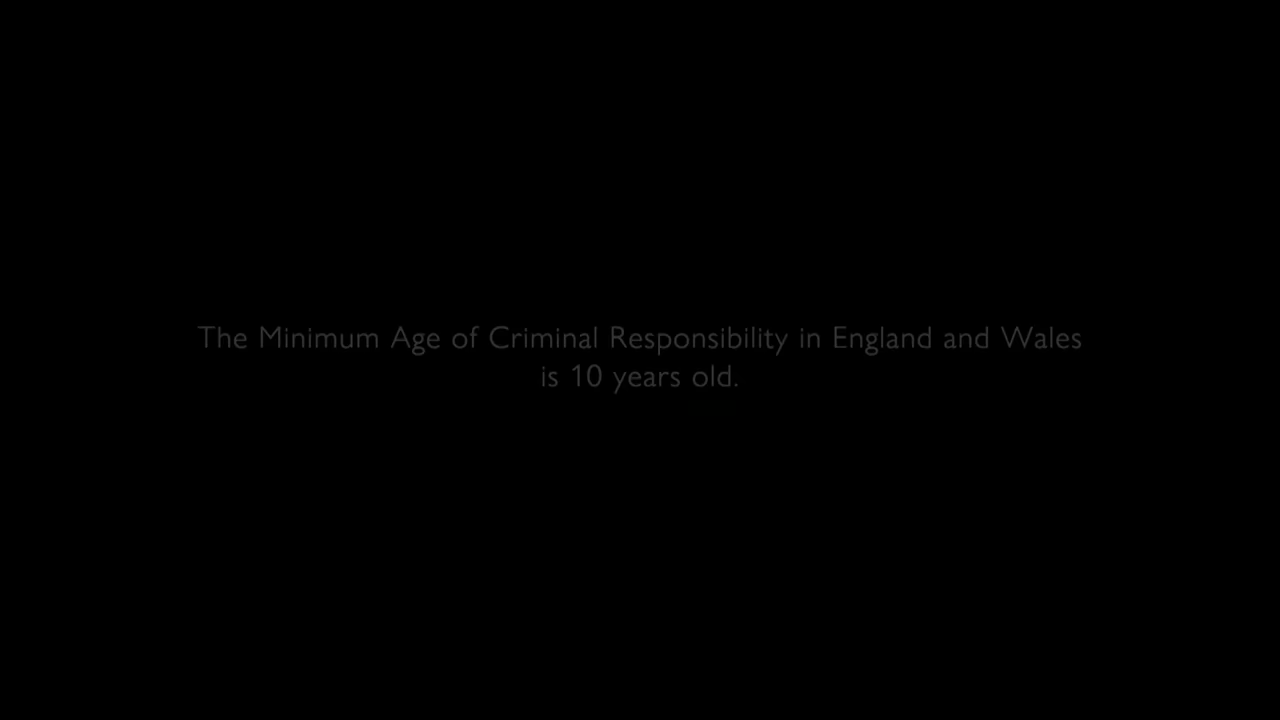 The Minimum Age of Criminal Responsibility in England and Wales
is 10 years old.